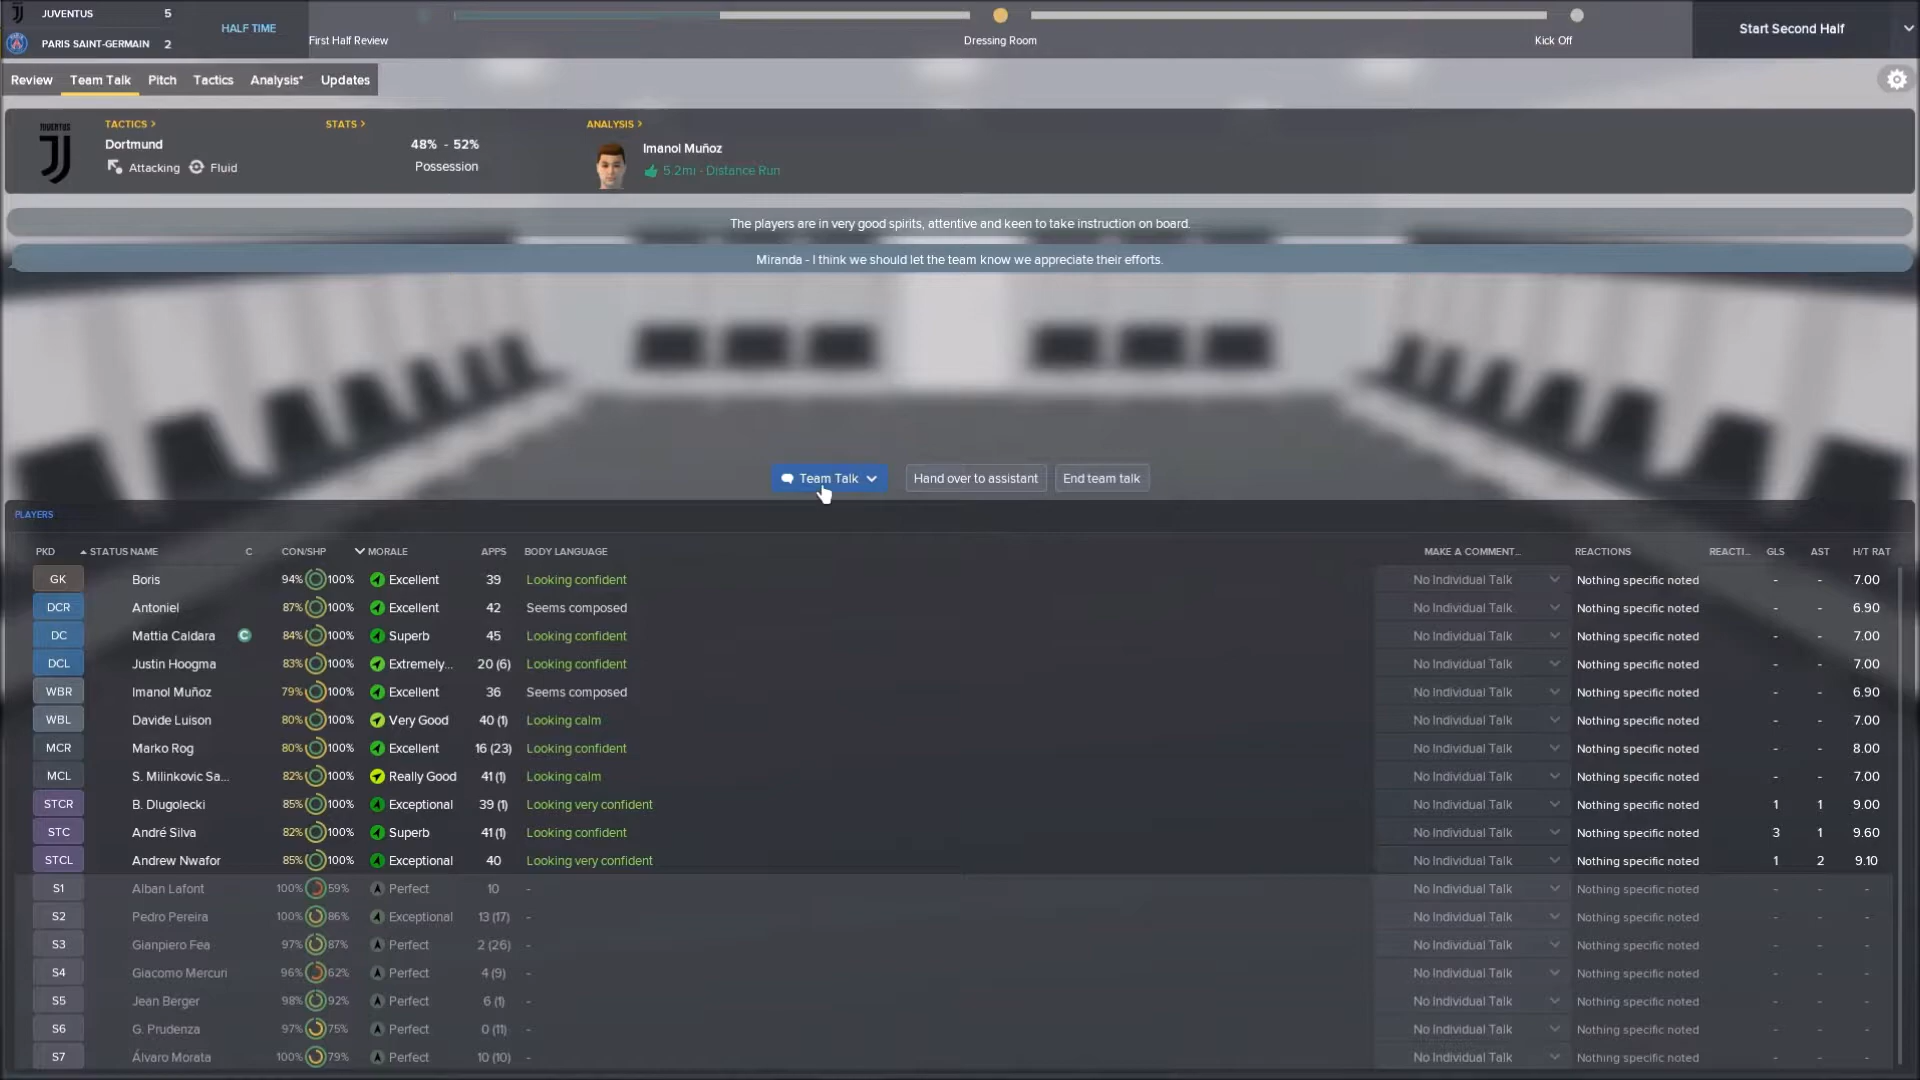 JUVENTUS 5
PARIS SAINT-GERMAIN 2
HALF TIME
First Half Review
Dressing Room
Kick Off
Start Second Half
Review Team Talk Pitch Tactics Analysis* Updates
JUVENTUS
TACTICS >
Dortmund
Attacking Fluid
STATS >
48% - 52%
Possession
ANALYSIS >
Imanol Muñoz
5.2mi - Distance Run
The players are in very good spirits, attentive and keen to take instruction on board.
Miranda - I think we should let the team know we appreciate their efforts.
Team Talk Hand over to assistant End team talk
PLAYERS
PKD STATUS NAME C CON/SHP MORALE APPS BODY LANGUAGE MAKE A COMMENT... REACTIONS REACTI... GLS AST H/T RAT
GK Boris 94% 100% Excellent 39 Looking confident No Individual Talk Nothing specific noted - - 7.00
DCR Antoniel 87% 100% Excellent 42 Seems composed No Individual Talk Nothing specific noted - - 6.90
DC Mattia Caldara C 84% 100% Superb 45 Looking confident No Individual Talk Nothing specific noted - - 7.00
DCL Justin Hoogma 83% 100% Extremely... 20 (6) Looking confident No Individual Talk Nothing specific noted - - 7.00
WBR Imanol Muñoz 79% 100% Excellent 36 Seems composed No Individual Talk Nothing specific noted - - 6.90
WBL Davide Luison 80% 100% Very Good 40 (1) Looking calm No Individual Talk Nothing specific noted - - 7.00
MCR Marko Rog 80% 100% Excellent 16 (23) Looking confident No Individual Talk Nothing specific noted - - 8.00
MCL S. Milinkovic Sa... 82% 100% Really Good 41 (1) Looking calm No Individual Talk Nothing specific noted - - 7.00
STCR B. Dlugolecki 85% 100% Exceptional 39 (1) Looking very confident No Individual Talk Nothing specific noted 1 1 9.00
STC André Silva 82% 100% Superb 41 (1) Looking confident No Individual Talk Nothing specific noted 3 1 9.60
STCL Andrew Nwafor 85% 100% Exceptional 40 Looking very confident No Individual Talk Nothing specific noted 1 2 9.10
S1 Alban Lafont 100% 59% Perfect 10 - No Individual Talk Nothing specific noted - - -
S2 Pedro Pereira 100% 86% Exceptional 13 (17) - No Individual Talk Nothing specific noted - - -
S3 Gianpiero Fea 97% 87% Perfect 2 (26) - No Individual Talk Nothing specific noted - - -
S4 Giacomo Mercuri 96% 62% Perfect 4 (9) - No Individual Talk Nothing specific noted - - -
S5 Jean Berger 98% 92% Perfect 6 (1) - No Individual Talk Nothing specific noted - - -
S6 G. Prudenza 97% 75% Perfect 0 (11) - No Individual Talk Nothing specific noted - - -
S7 Álvaro Morata 100% 79% Perfect 10 (10) - No Individual Talk Nothing specific noted - - -